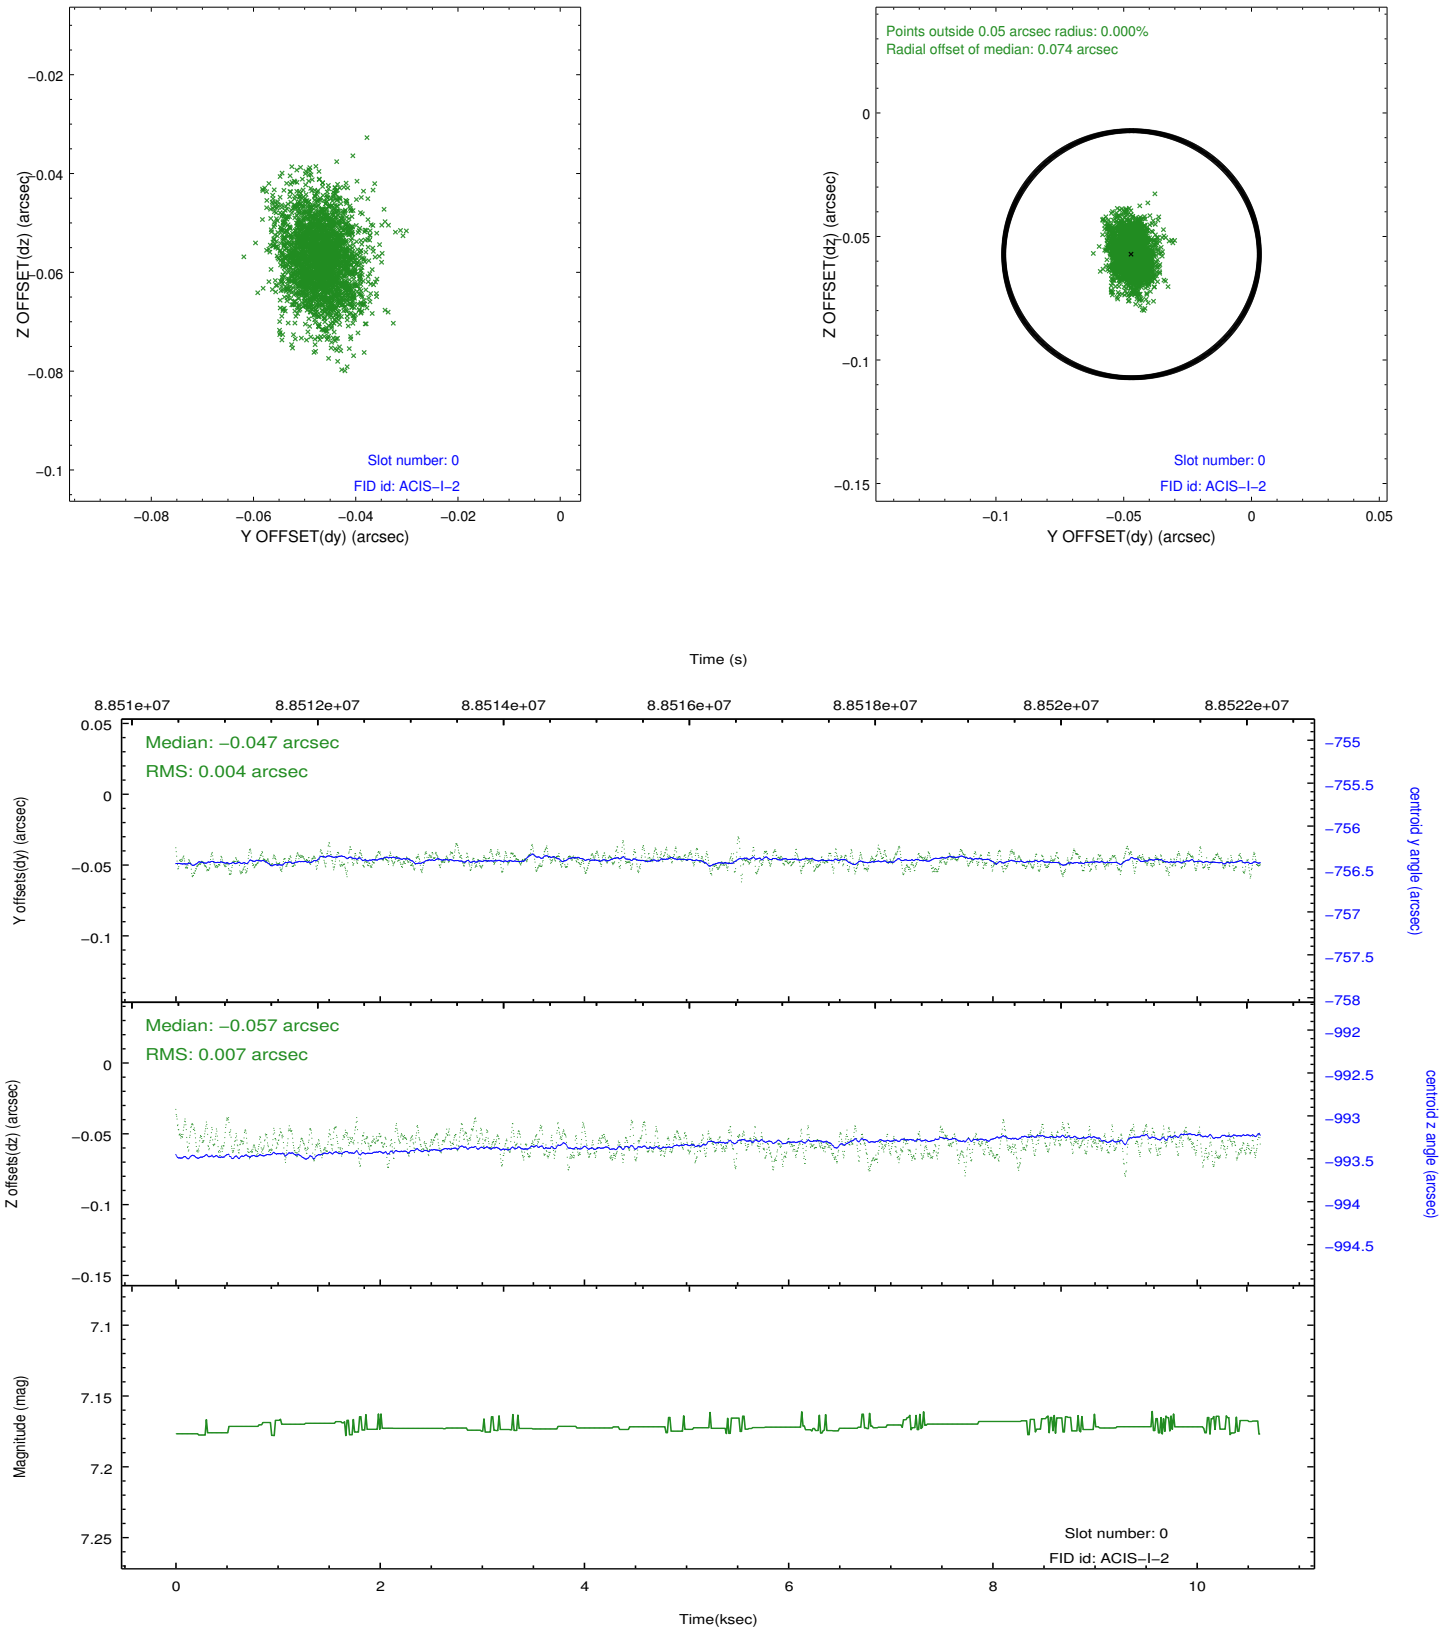 −0.02
−0.04
−0.06
−0.08
−0.1
Z OFFSET(dz) (arcsec)
Slot number: 0
FID id: ACIS−I−2
−0.08 −0.06 −0.04 −0.02 0
Y OFFSET(dy) (arcsec)
Points outside 0.05 arcsec radius: 0.000%
Radial offset of median: 0.074 arcsec
0
−0.05
−0.1
−0.15
Z OFFSET(dz) (arcsec)
Slot number: 0
FID id: ACIS−I−2
−0.1 −0.05 0 0.05
Y OFFSET(dy) (arcsec)
Time (s)
8.851e+07 8.8512e+07 8.8514e+07 8.8516e+07 8.8518e+07 8.852e+07 8.8522e+07
Median: −0.047 arcsec
RMS: 0.004 arcsec
0.05
0
−0.05
−0.1
Y offsets(dy) (arcsec)
−755
−755.5
−756
−756.5
−757
−757.5
−758
centroid y angle (arcsec)
Median: −0.057 arcsec
RMS: 0.007 arcsec
0
−0.05
−0.1
−0.15
Z offsets(dz) (arcsec)
−992
−992.5
−993
−993.5
−994
−994.5
centroid z angle (arcsec)
7.1
7.15
7.2
7.25
Magnitude (mag)
Slot number: 0
FID id: ACIS−I−2
0 2 4 6 8 10
Time(ksec)